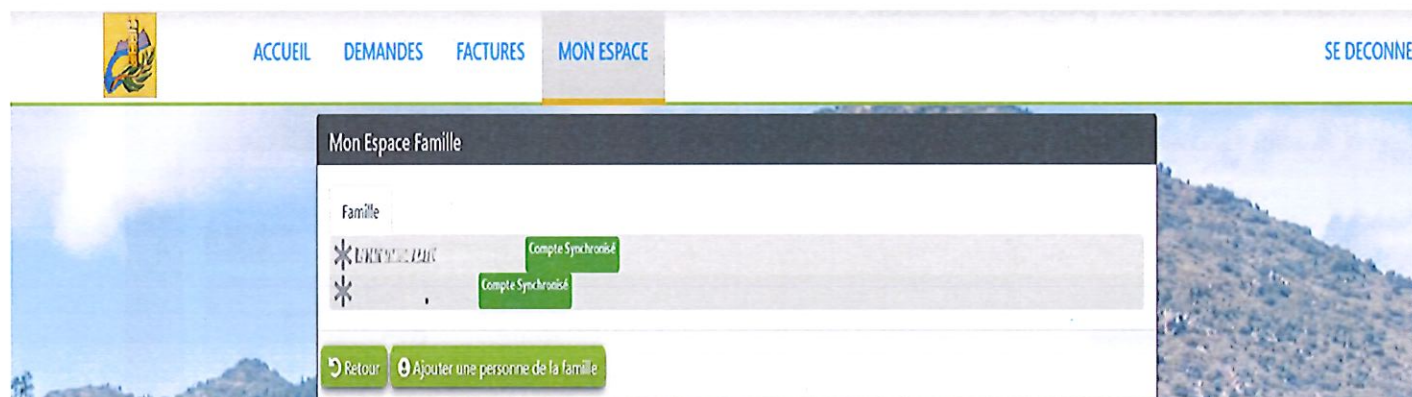 ACCUEIL DEMANDES FACTURES MON ESPACE SE DECONNE
Mon Espace Famille
Famille
Compte Synchronisé
Compte Synchronisé
Retour Ajouter une personne de la famille